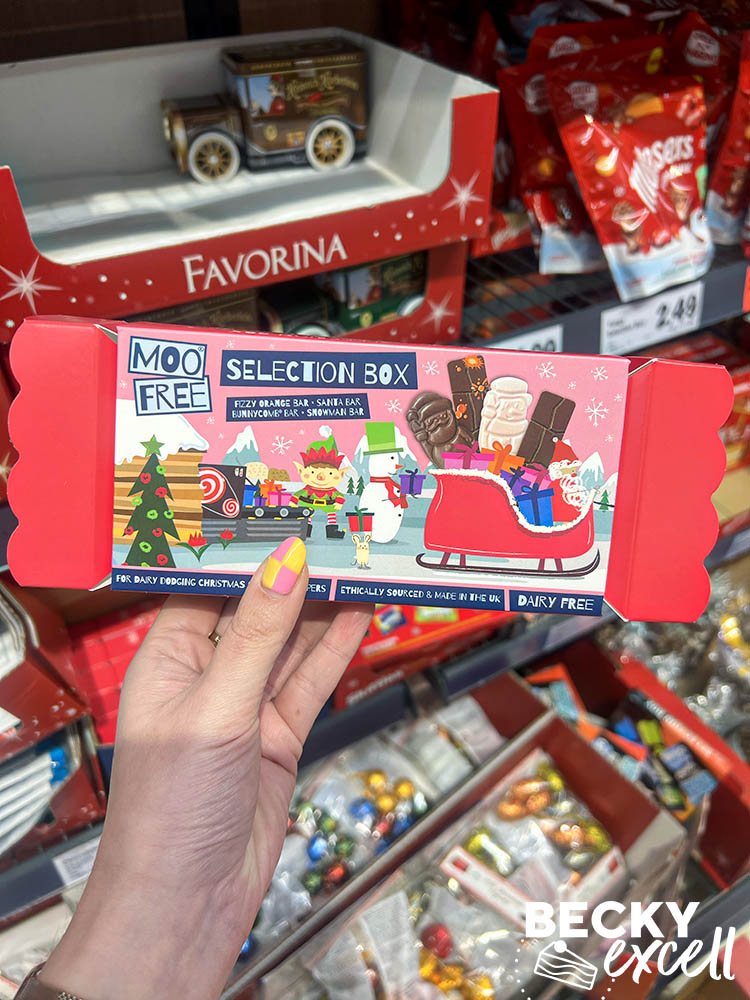 FAVORINA
2.49
MOO
FREE
SELECTION BOX
FIZZY ORANGE BAR • SANTA BAR
BUNNYCOMB® BAR • SNOWMAN BAR
FOR DAIRY DODGING CHRISTMAS
ETHICALLY SOURCED & MADE IN THE UK
DAIRY FREE
BECKY
excell